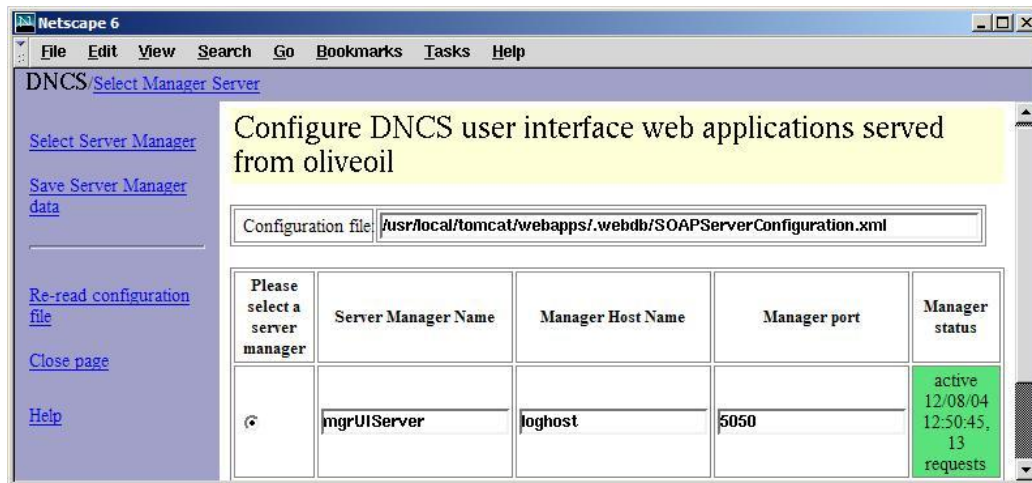 Netscape 6
File Edit View Search Go Bookmarks Tasks Help
DNCS/Select Manager Server
Select Server Manager
Save Server Manager
data
Re-read configuration
file
Close page
Help
Configure DNCS user interface web applications served
from oliveoil
Configuration file: /usr/local/tomcat/webapps/.webdb/SOAPServerConfiguration.xml
Please
select a
server
manager
Server Manager Name
Manager Host Name
Manager port
Manager
status
mgrUIServer
loghost
5050
active
12/08/04
12:50:45,
13
requests